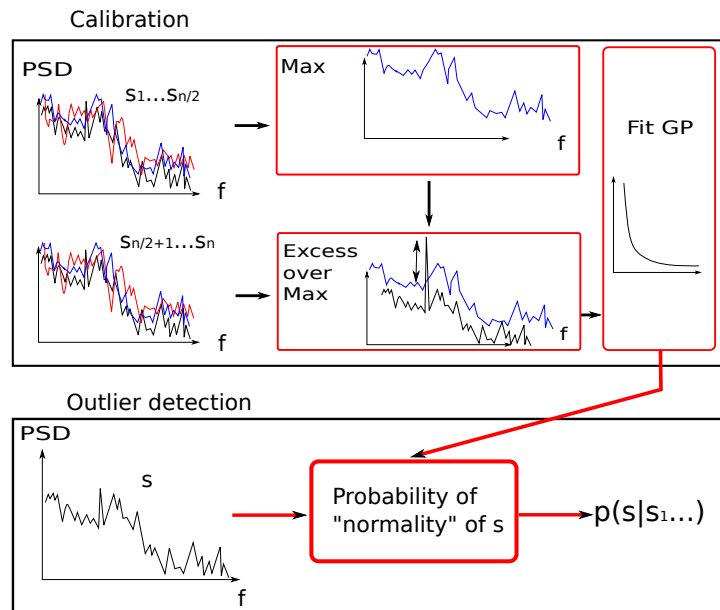 Calibration
PSD
s1...sn/2
f
Max
f
Fit GP
sn/2+1...sn
f
Excess
over
Max
f
Outlier detection
PSD
s
f
Probability of
"normality" of s
p(s|s1...)